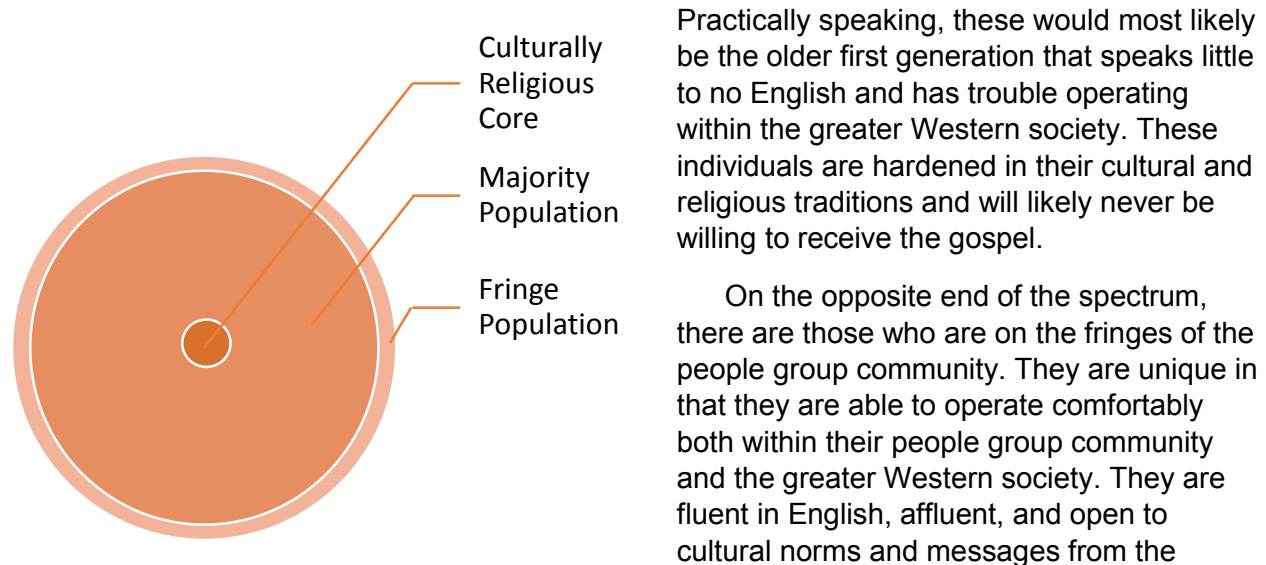 Culturally
Religious
Core
Majority
Population
Fringe
Population
Practically speaking, these would most likely
be the older first generation that speaks little
to no English and has trouble operating
within the greater Western society. These
individuals are hardened in their cultural and
religious traditions and will likely never be
willing to receive the gospel.
On the opposite end of the spectrum,
there are those who are on the fringes of the
people group community. They are unique in
that they are able to operate comfortably
both within their people group community
and the greater Western society. They are
fluent in English, affluent, and open to
cultural norms and messages from the